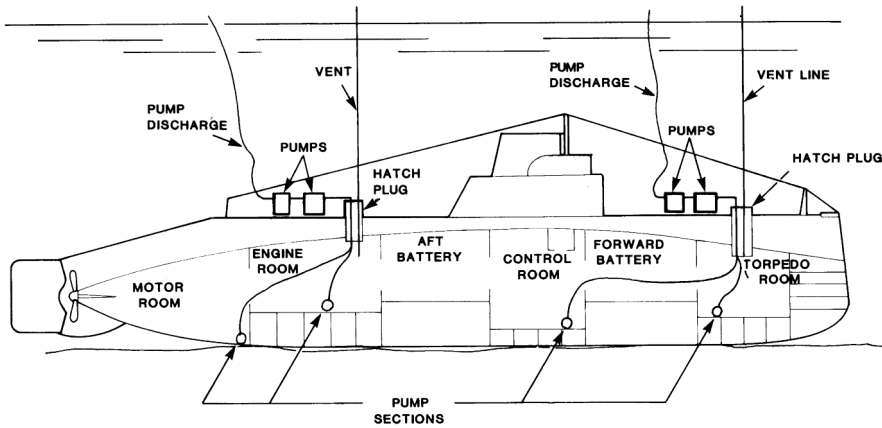 VENT
PUMP
DISCHARGE
VENT LINE
PUMP
DISCHARGE
PUMPS
PUMPS
HATCH PLUG
HATCH
PLUG
ENGINE
ROOM
AFT
BATTERY
CONTROL
ROOM
FORWARD
BATTERY
TORPEDO
ROOM
MOTOR
ROOM
PUMP
SECTIONS